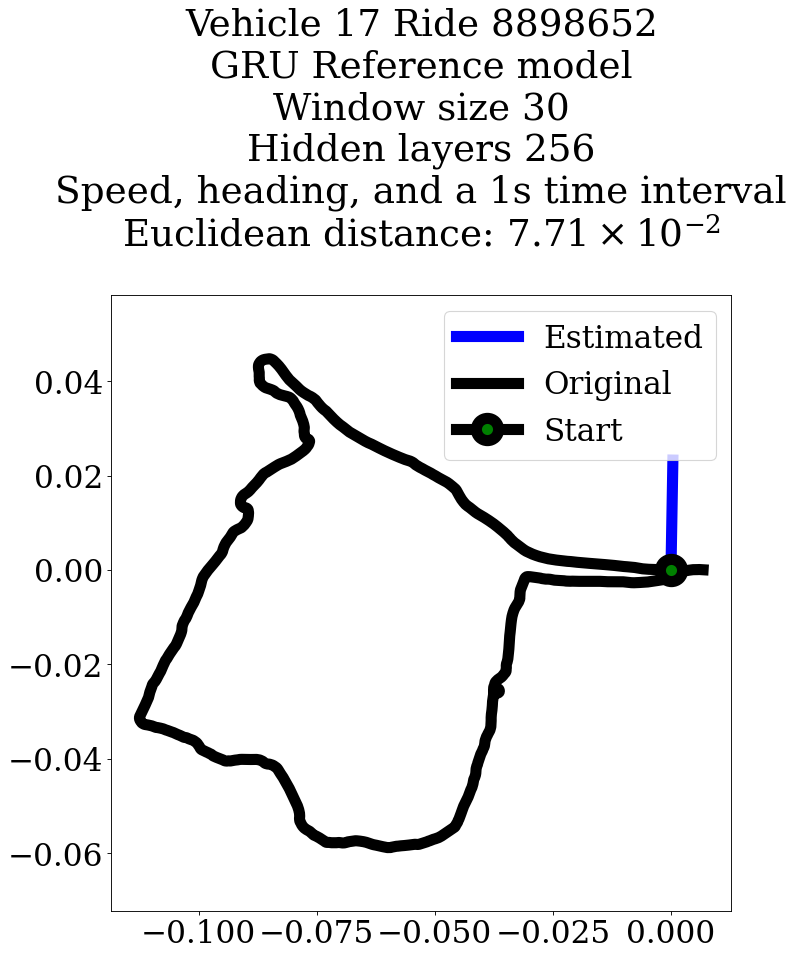 Vehicle 17 Ride 8898652
GRU Reference model
Window size 30
Hidden layers 256
Speed, heading, and a 1s time interval
Euclidean distance: 7.71 × 10⁻²
Estimated
Original
Start
0.04
0.02
0.00
−0.02
−0.04
−0.06
−0.100 −0.075 −0.050 −0.025 0.000